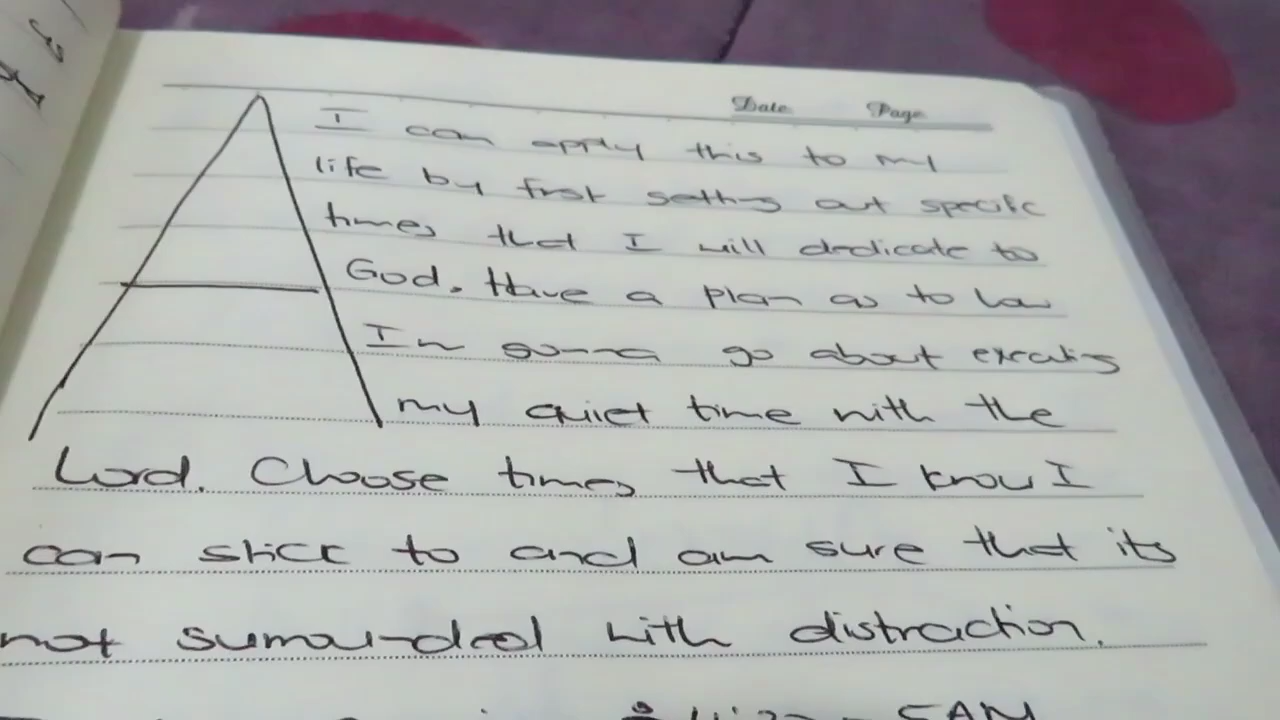 Date Page
A
I can apply this to my
life by first setting out specific
times that I will dedicate to
God. Have a plan as to how
Im gonna go about executing
my quiet time with the
Lord. Choose times that I know I
can stick to and am sure that its
not surrounded with distraction.
5AM